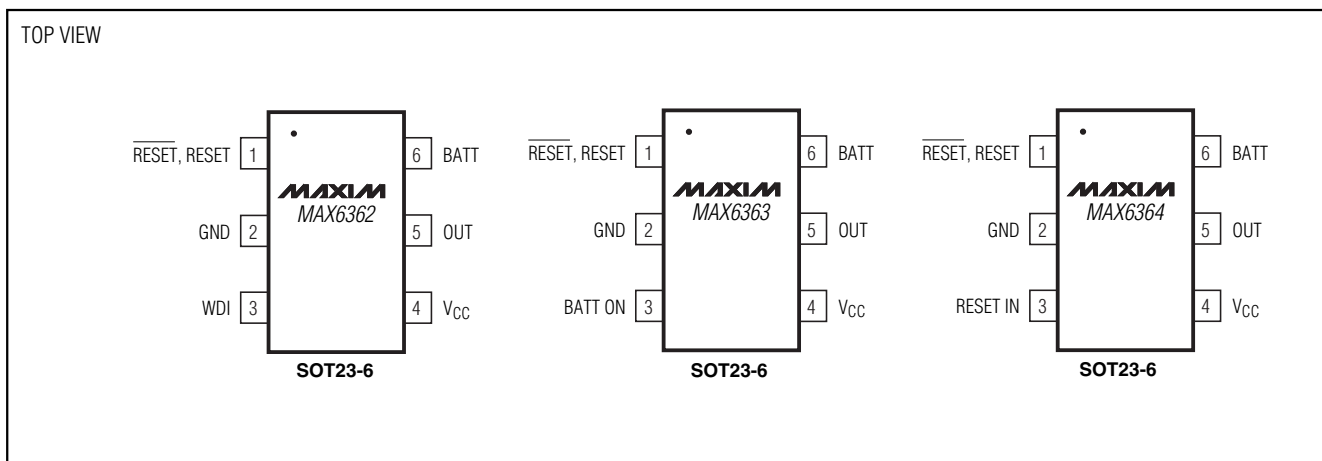 TOP VIEW
RESET, RESET 1
GND 2
WDI 3
MAXIM
MAX6362
6 BATT
5 OUT
4 VCC
SOT23-6
RESET, RESET 1
GND 2
BATT ON 3
MAXIM
MAX6363
6 BATT
5 OUT
4 VCC
SOT23-6
RESET, RESET 1
GND 2
RESET IN 3
MAXIM
MAX6364
6 BATT
5 OUT
4 VCC
SOT23-6